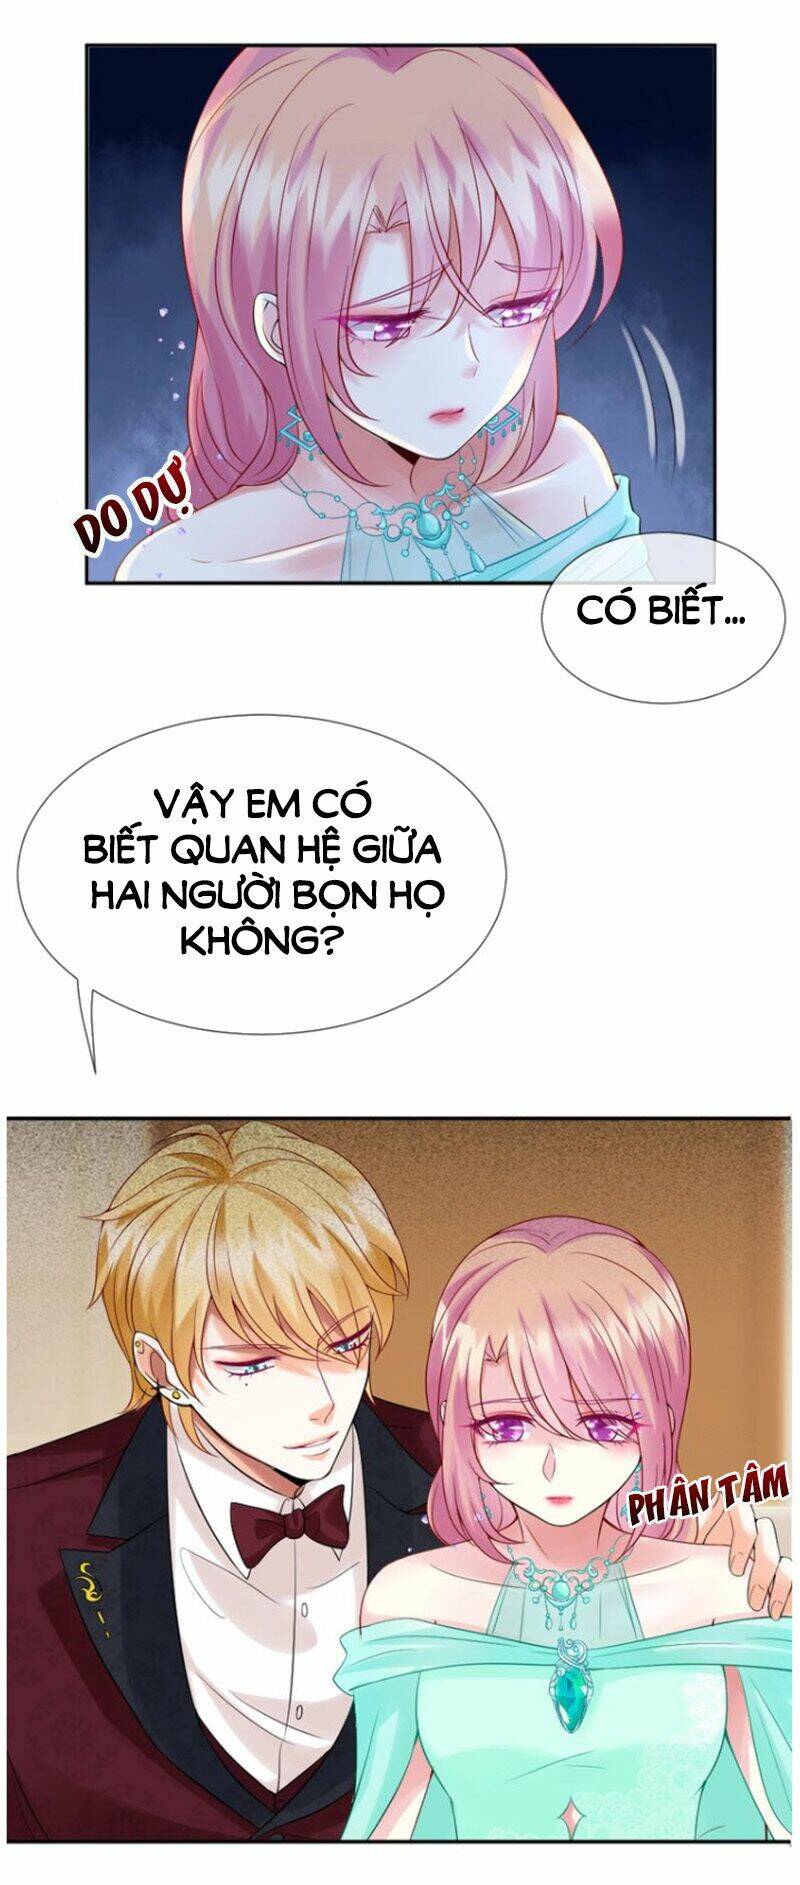 DO DỰ
CÓ BIẾT...
VẬY EM CÓ
BIẾT QUAN HỆ GIỮA
HAI NGƯỜI BỌN HỌ
KHÔNG?
PHÂN TÂM